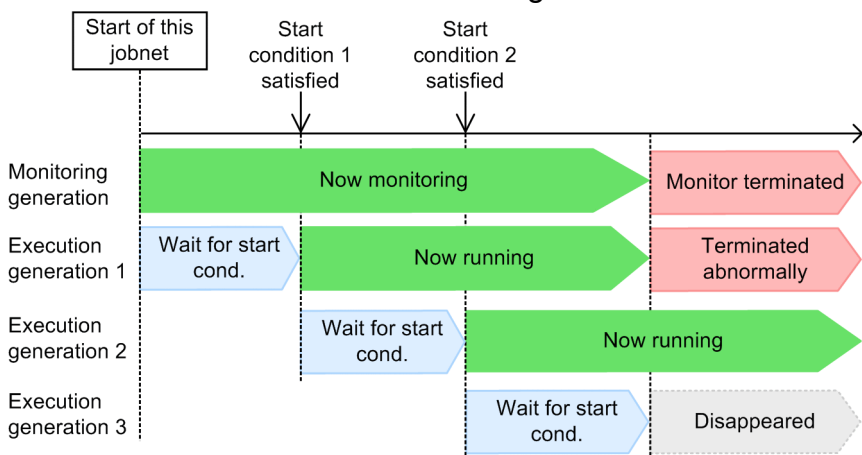 Start of this
jobnet
Start
condition 1
satisfied
Start
condition 2
satisfied
Monitoring
generation
Now monitoring
Monitor terminated
Execution
generation 1
Wait for start
cond.
Now running
Terminated
abnormally
Execution
generation 2
Wait for start
cond.
Now running
Execution
generation 3
Wait for start
cond.
Disappeared